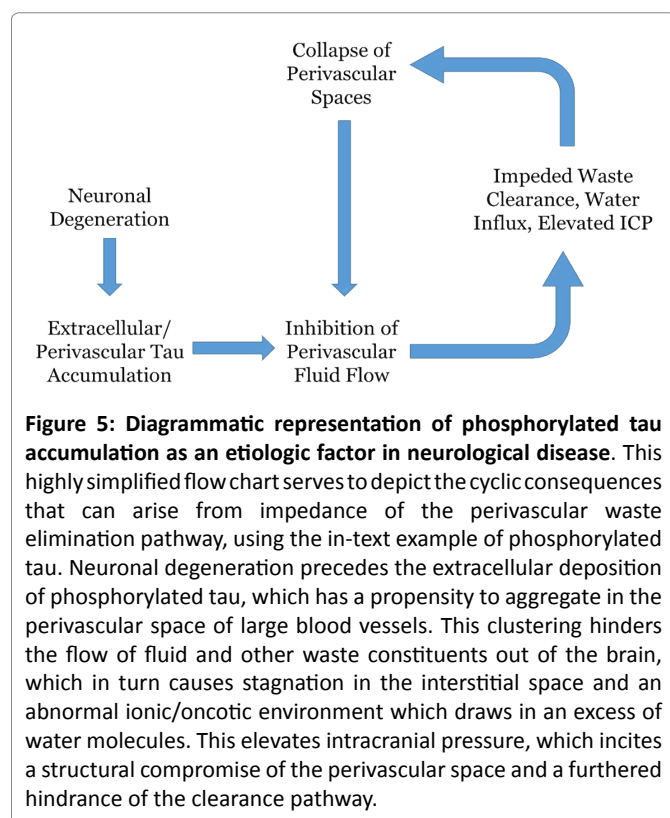 Collapse of
Perivascular
Spaces
Impeded Waste
Clearance, Water
Influx, Elevated ICP
Neuronal
Degeneration
Extracellular/
Perivascular Tau
Accumulation
Inhibition of
Perivascular
Fluid Flow
Figure 5: Diagrammatic representation of phosphorylated tau
accumulation as an etiologic factor in neurological disease. This
highly simplified flow chart serves to depict the cyclic consequences
that can arise from impedance of the perivascular waste
elimination pathway, using the in-text example of phosphorylated
tau. Neuronal degeneration precedes the extracellular deposition
of phosphorylated tau, which has a propensity to aggregate in the
perivascular space of large blood vessels. This clustering hinders
the flow of fluid and other waste constituents out of the brain,
which in turn causes stagnation in the interstitial space and an
abnormal ionic/oncotic environment which draws in an excess of
water molecules. This elevates intracranial pressure, which incites
a structural compromise of the perivascular space and a furthered
hindrance of the clearance pathway.